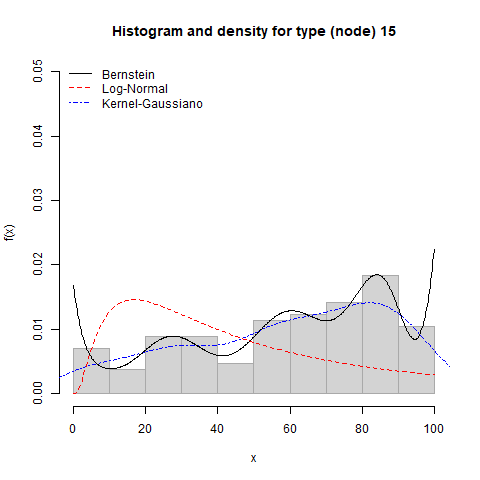 Histogram and density for type (node) 15
Bernstein
Log-Normal
Kernel-Gaussiano
f(x)
0.05
0.04
0.03
0.02
0.01
0.00
0 20 40 60 80 100
x